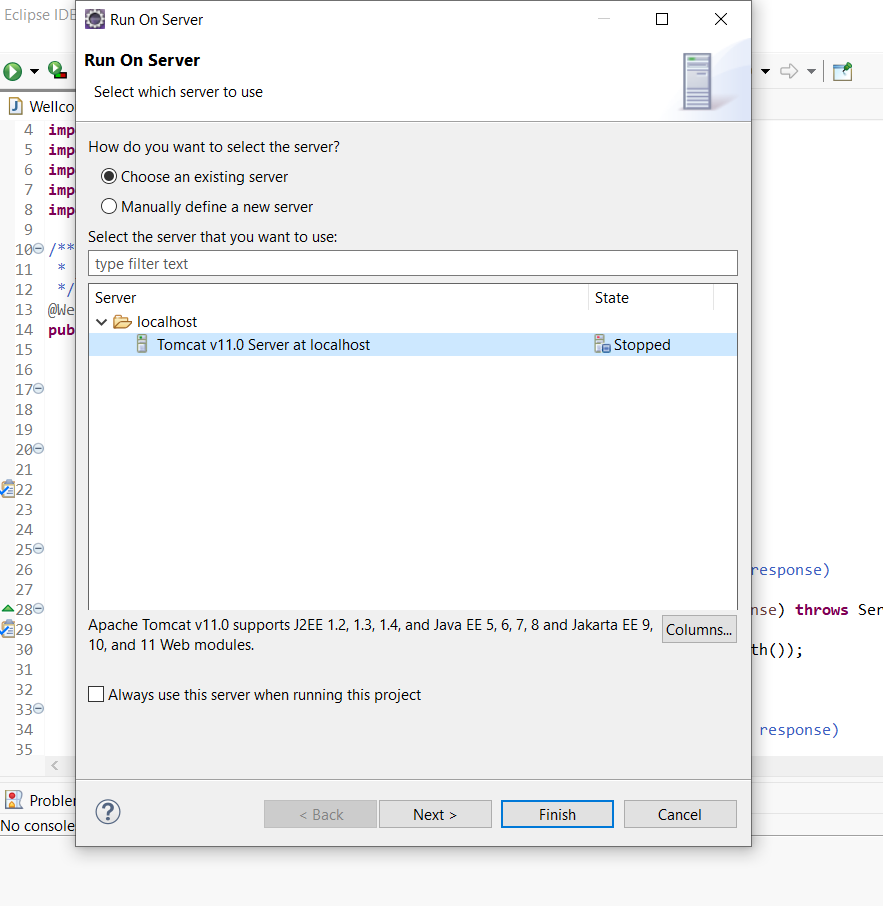 Eclipse IDE
Run On Server
Run On Server
Select which server to use
Wellco
How do you want to select the server?
Choose an existing server
Manually define a new server
Select the server that you want to use:
type filter text
Server State
localhost
Tomcat v11.0 Server at localhost Stopped
Apache Tomcat v11.0 supports J2EE 1.2, 1.3, 1.4, and Java EE 5, 6, 7, 8 and Jakarta EE 9,
10, and 11 Web modules.
Columns...
Always use this server when running this project
< Back Next > Finish Cancel
4 imp
5 imp
6 imp
7 imp
8 imp
9
10 /**
11 *
12 */
13 @We
14 pub
15
16
17
18
19
20
21
22
23
24
25
26 response)
27
28 nse) throws Ser
29
30 th());
31
32
33
34 response)
35
Problem
No console